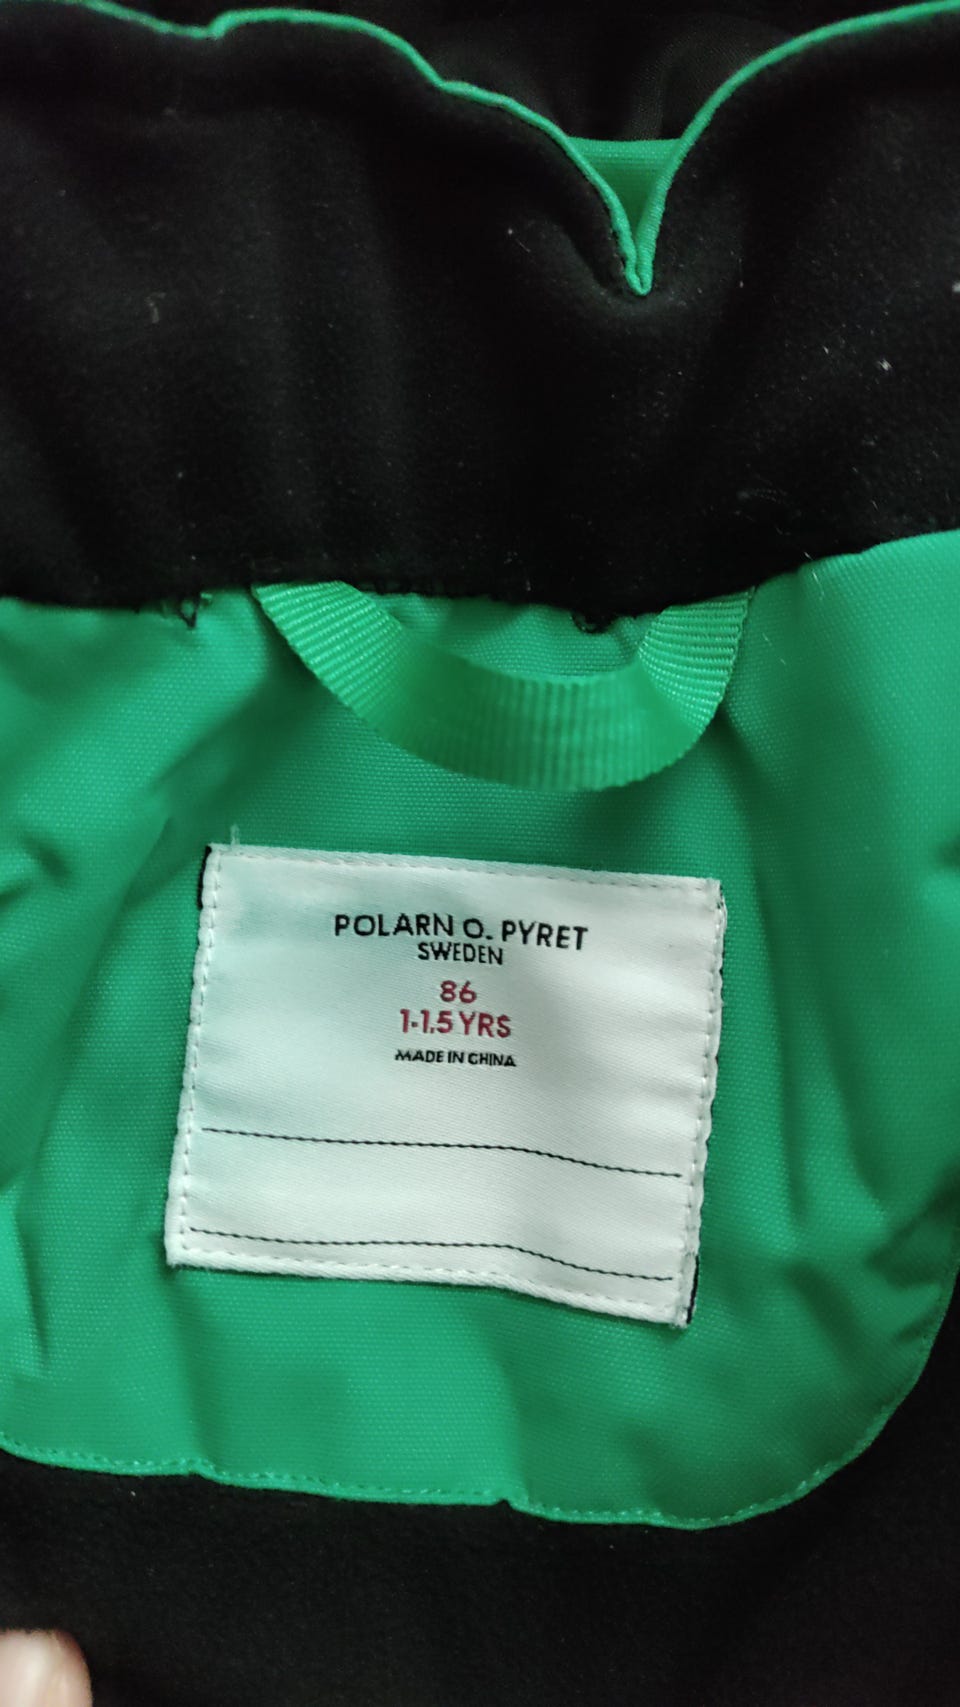 POLARN O. PYRET
SWEDEN
86
1-1.5 YRS
MADE IN CHINA